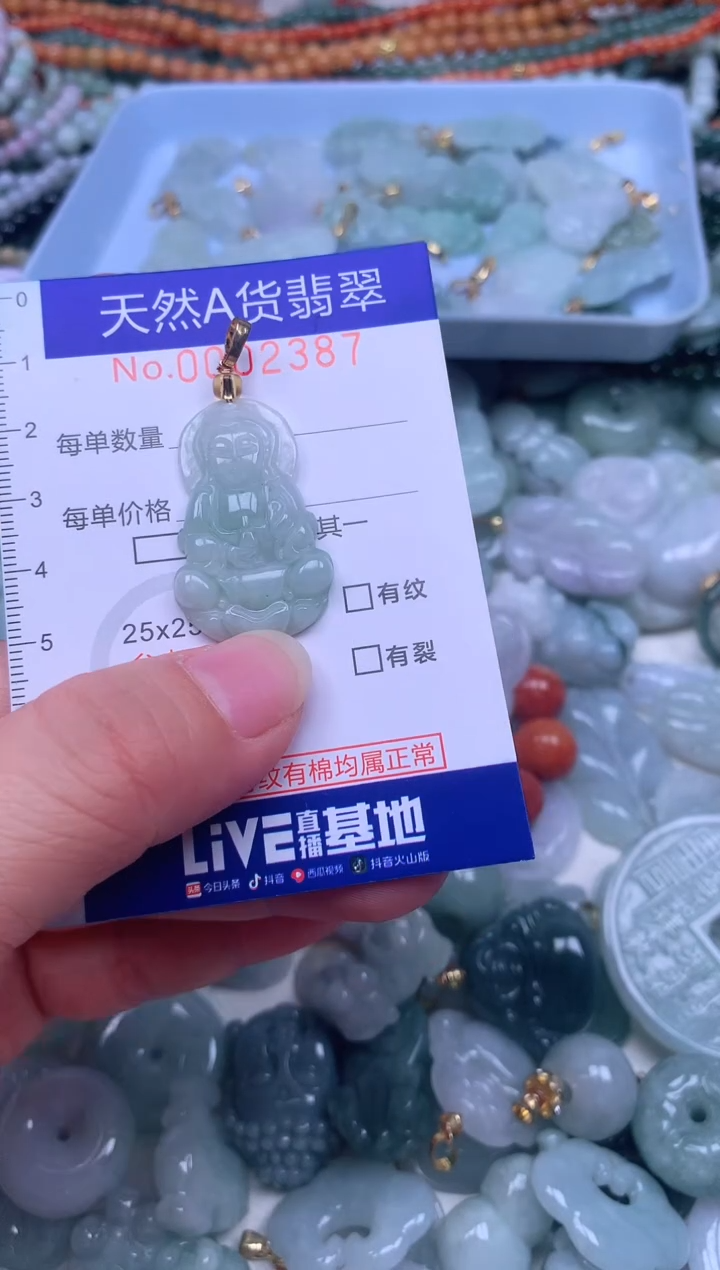 天然A货翡翠
No.0002387
0
1
2
3
4
5
每单数量
每单价格
其一
25x25
有纹
有裂
纹有棉均属正常
LiVE直播基地
头条 今日头条 抖音 西瓜视频 抖音火山版